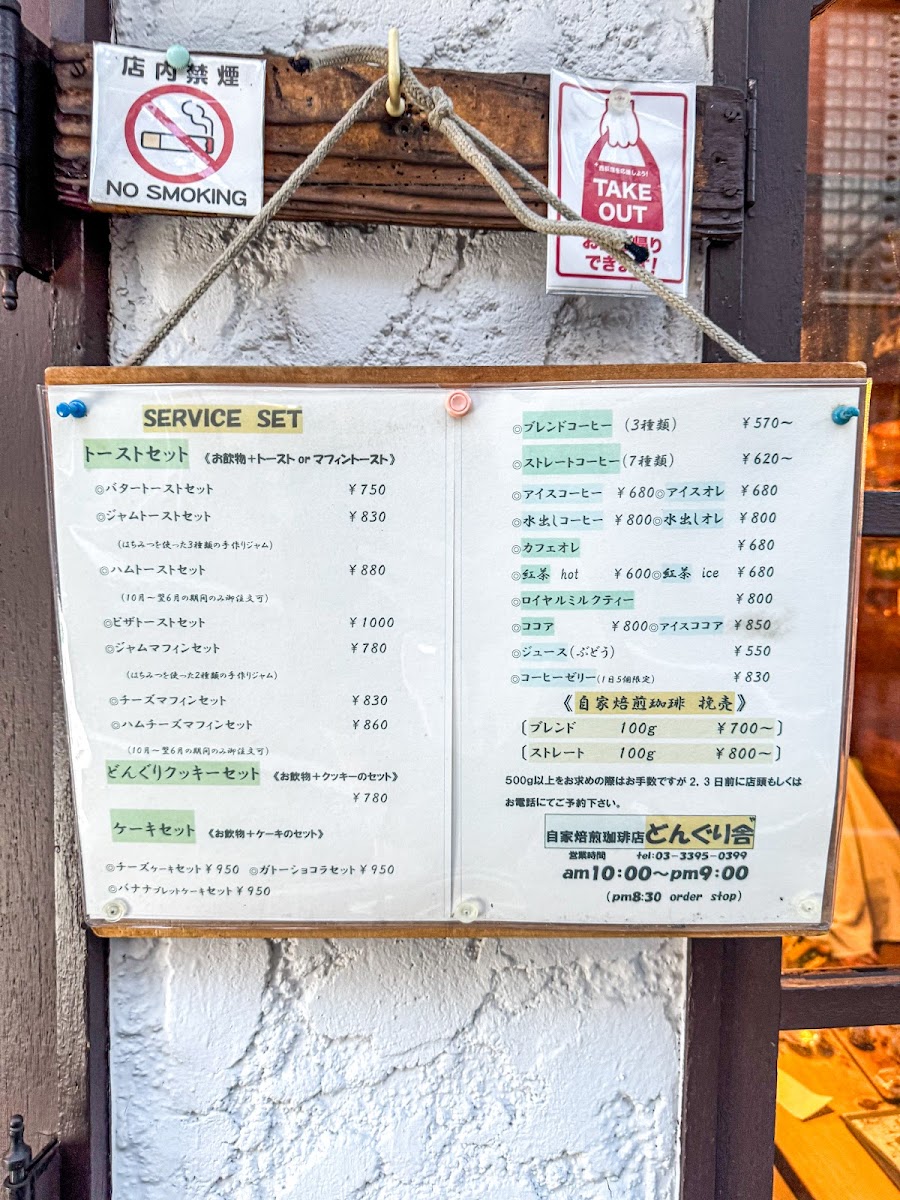 店内禁煙
NO SMOKING
TAKE
OUT
できます!
SERVICE SET
トーストセット 《お飲物+トースト or マフィントースト》
◎バタートーストセット ¥750
◎ジャムトーストセット ¥830
(はちみつを使った3種類の手作りジャム)
◎ハムトーストセット ¥880
(10月～翌6月の期間のみ御注文可)
◎ピザトーストセット ¥1000
◎ジャムマフィンセット ¥780
(はちみつを使った2種類の手作りジャム)
◎チーズマフィンセット ¥830
◎ハムチーズマフィンセット ¥860
(10月～翌6月の期間のみ御注文可)
どんぐりクッキーセット 《お飲物+クッキーのセット》
¥780
ケーキセット 《お飲物+ケーキのセット》
◎チーズケーキセット¥950 ◎ガトーショコラセット¥950
◎バナナブレットケーキセット¥950
◎ブレンドコーヒー (3種類) ¥570～
◎ストレートコーヒー(7種類) ¥620～
◎アイスコーヒー ¥680◎アイスオレ ¥680
◎水出しコーヒー ¥800◎水出しオレ ¥800
◎カフェオレ ¥680
◎紅茶 hot ¥600◎紅茶 ice ¥680
◎ロイヤルミルクティー ¥800
◎ココア ¥800◎アイスココア ¥850
◎ジュース(ぶどう) ¥550
◎コーヒーゼリー(1日5個限定) ¥830
《自家焙煎珈琲 挽売》
〔ブレンド 100g ¥700～〕
〔ストレート 100g ¥800～〕
500g以上をお求めの際はお手数ですが 2.3日前に店頭もしくは
お電話にてご予約下さい。
自家焙煎珈琲店どんぐり舎
営業時間 tel:03-3395-0399
am10:00～pm9:00
(pm8:30 order stop)